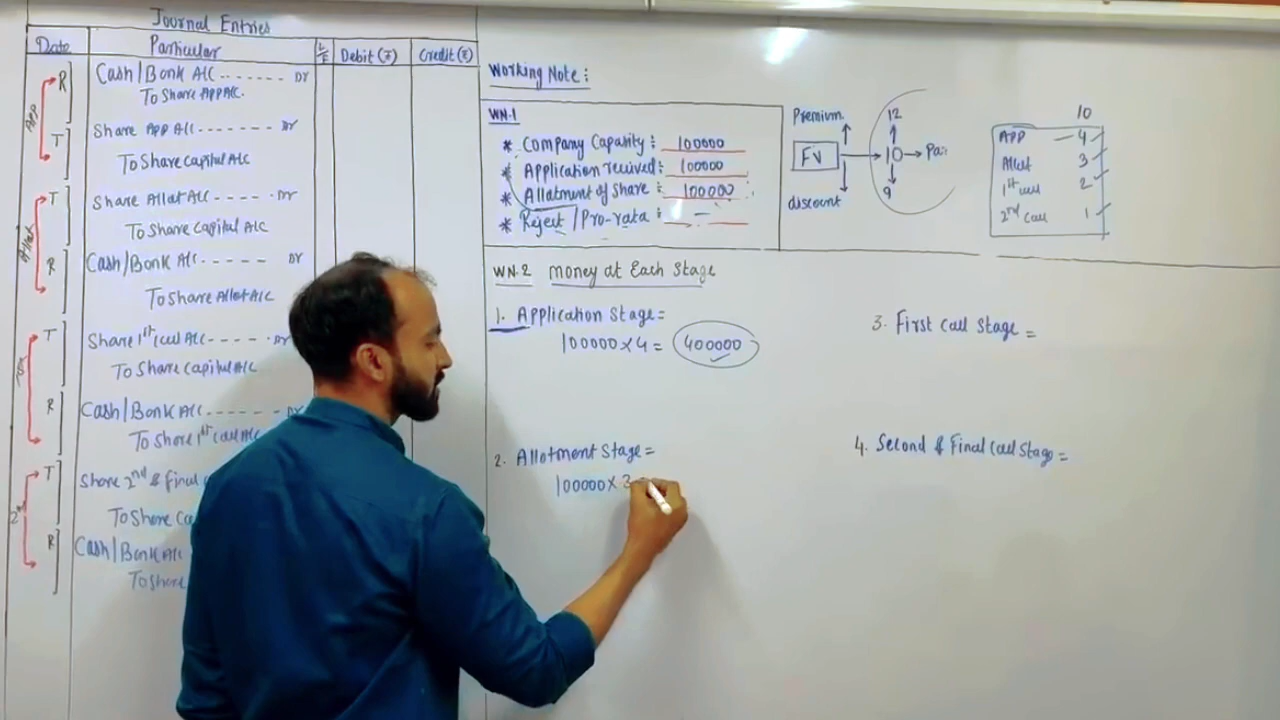 Journal Entries
Date Particular L/F Debit (₹) Credit (₹)
APP
R Cash/Bank A/C ------- Dr
To Share App A/C.
T Share App A/C ------- Dr
To Share capital A/C
Allot
T Share Allot A/C ---- Dr
To Share Capital A/C
R Cash/Bank A/C ----- Dr
To Share Allot A/C
T Share 1st call A/C ---- Dr
To Share capital A/C
R Cash/Bank A/C ------ Dr
To Share 1st call A/C
2nd
T Share 2nd & Final
To Share Ca
R Cash/Bank A/C
To Share
Working Note:
WN.1
* Company Capacity: 100000
* Application recived: 100000
* Allotment of Share: 100000
* Reject/Pro-rata: -
Premium
FV
discount
12
10 Par
9
10
APP - 4
Allot 3
1st call 2
2nd call 1
WN.2 Money at Each Stage
1. Application Stage =
100000 × 4 = 400000
2. Allotment Stage =
100000 × 3
3. First Call Stage =
4. Second & Final Call Stage =